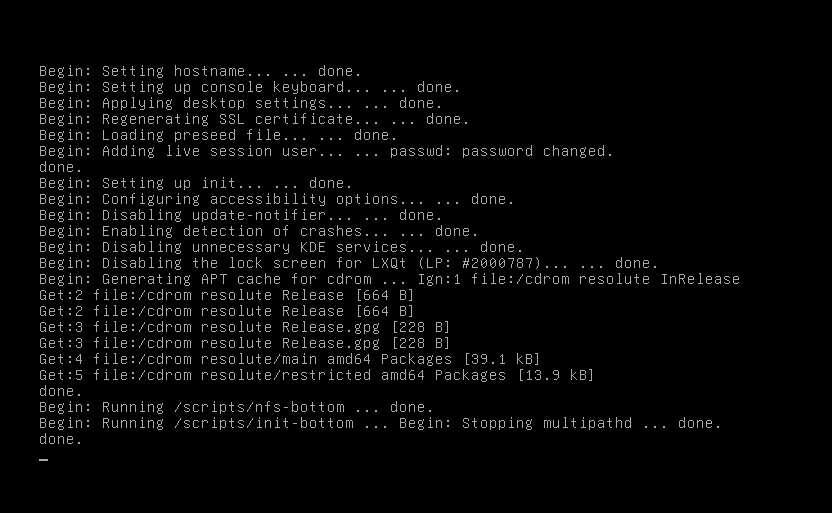 Begin: Setting hostname... ... done.
Begin: Setting up console keyboard... ... done.
Begin: Applying desktop settings... ... done.
Begin: Regenerating SSL certificate... ... done.
Begin: Loading preseed file... ... done.
Begin: Adding live session user... ... passwd: password changed.
done.
Begin: Setting up init... ... done.
Begin: Configuring accessibility options... ... done.
Begin: Disabling update-notifier... ... done.
Begin: Enabling detection of crashes... ... done.
Begin: Disabling unnecessary KDE services... ... done.
Begin: Disabling the lock screen for LXQt (LP: #2000787)... ... done.
Begin: Generating APT cache for cdrom ... Ign:1 file:/cdrom resolute InRelease
Get:2 file:/cdrom resolute Release [664 B]
Get:2 file:/cdrom resolute Release [664 B]
Get:3 file:/cdrom resolute Release.gpg [228 B]
Get:3 file:/cdrom resolute Release.gpg [228 B]
Get:4 file:/cdrom resolute/main amd64 Packages [39.1 kB]
Get:5 file:/cdrom resolute/restricted amd64 Packages [13.9 kB]
done.
Begin: Running /scripts/nfs-bottom ... done.
Begin: Running /scripts/init-bottom ... Begin: Stopping multipathd ... done.
done.